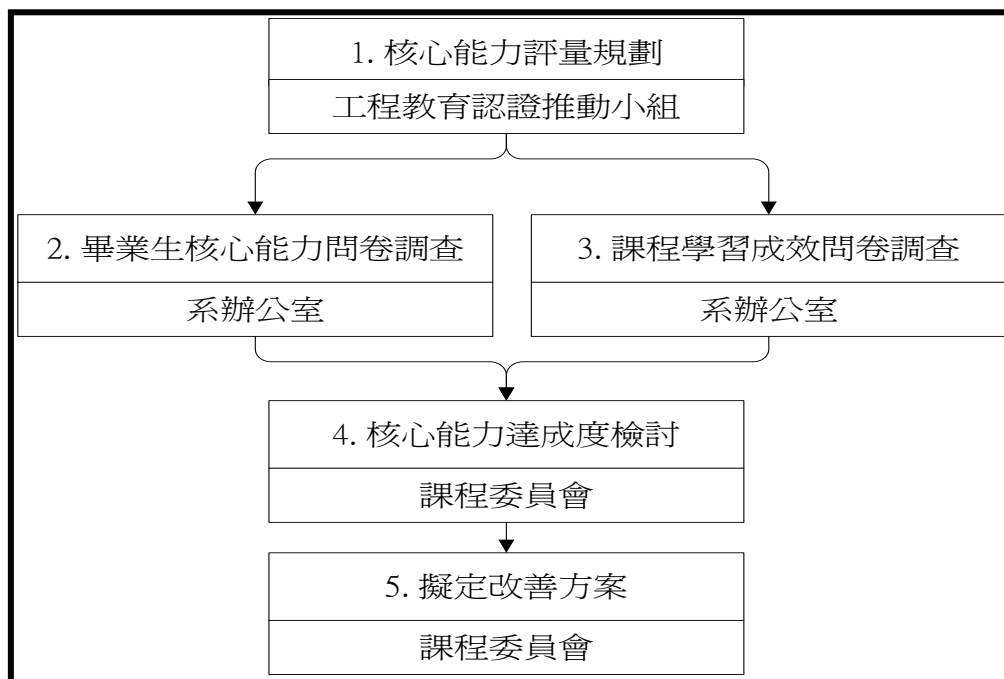 1. 核心能力評量規劃
工程教育認證推動小組
2. 畢業生核心能力問卷調查
系辦公室
3. 課程學習成效問卷調查
系辦公室
4. 核心能力達成度檢討
課程委員會
5. 擬定改善方案
課程委員會